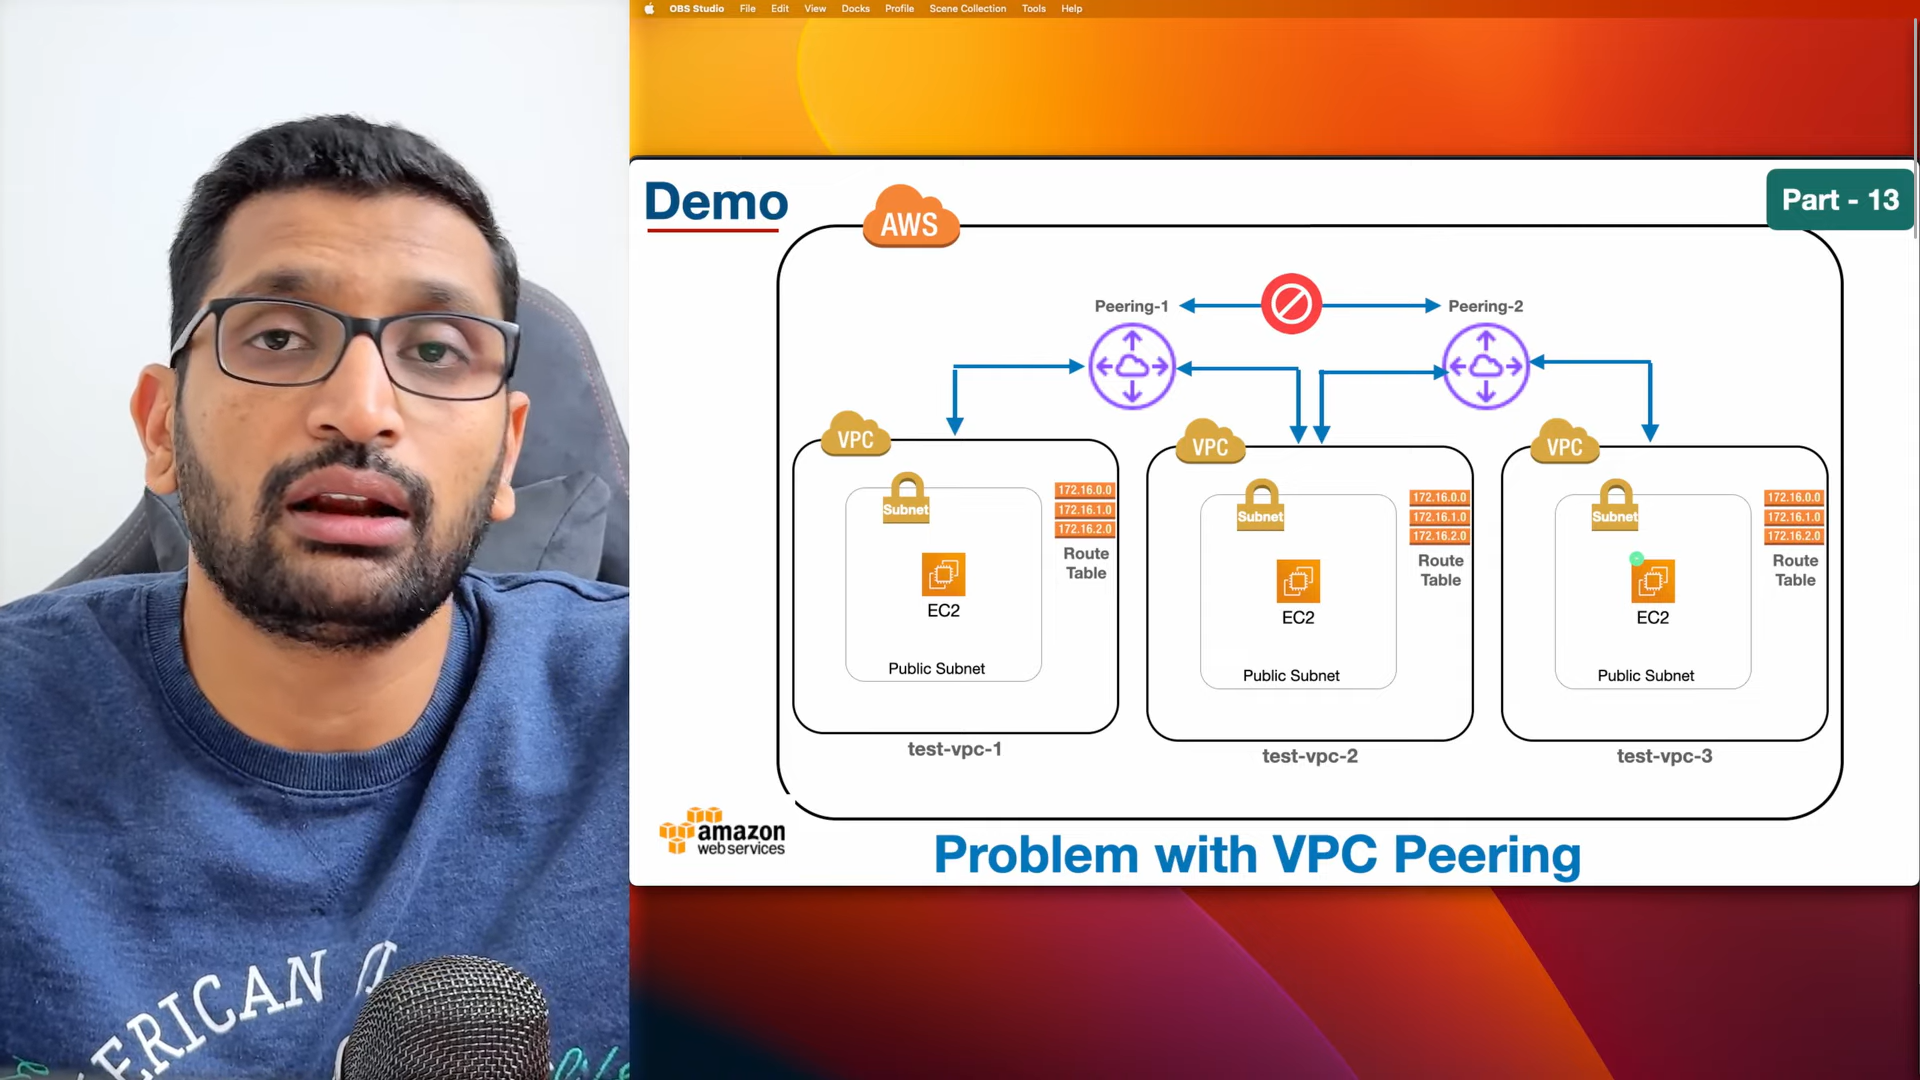 OBS Studio File Edit View Docks Profile Scene Collection Tools Help
Demo
AWS
Part - 13
Peering-1
Peering-2
VPC
Subnet
172.16.0.0
172.16.1.0
172.16.2.0
Route
Table
EC2
Public Subnet
test-vpc-1
VPC
Subnet
172.16.0.0
172.16.1.0
172.16.2.0
Route
Table
EC2
Public Subnet
test-vpc-2
VPC
Subnet
172.16.0.0
172.16.1.0
172.16.2.0
Route
Table
EC2
Public Subnet
test-vpc-3
amazon
web services
Problem with VPC Peering
ERICAN